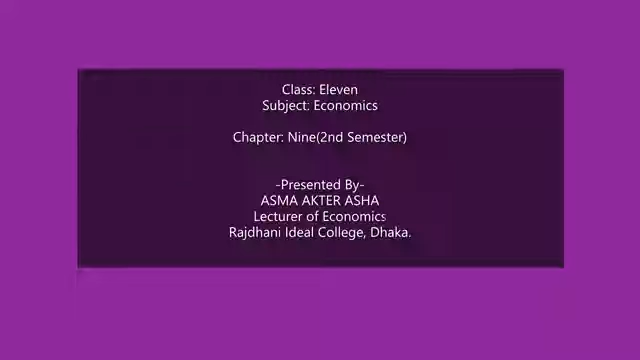 Class: Eleven
Subject: Economics
Chapter: Nine(2nd Semester)
-Presented By-
ASMA AKTER ASHA
Lecturer of Economics
Rajdhani Ideal College, Dhaka.